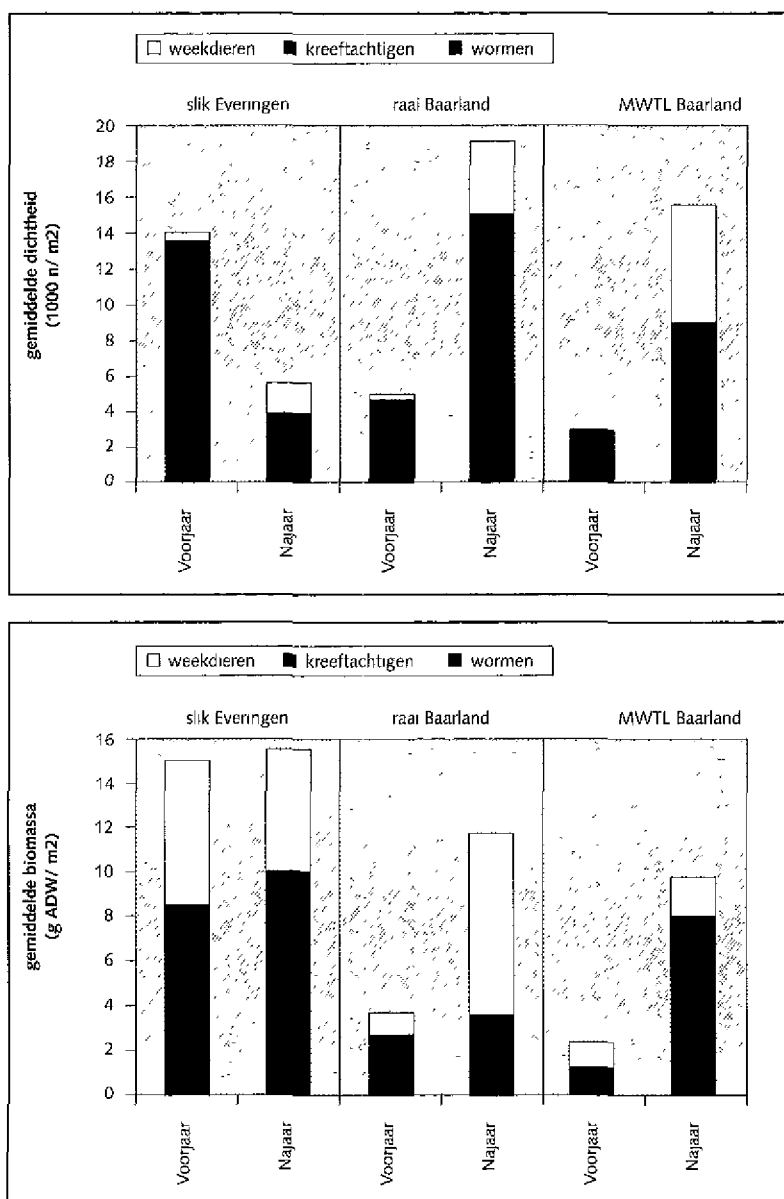 weekdieren kreeftachtigen wormen
slik Everingen raai Baarland MWTL Baarland
gemiddelde dichtheid
(1000 n/ m2)
20
18
16
14
12
10
8
6
4
2
0
Voorjaar Najaar Voorjaar Najaar Voorjaar Najaar
weekdieren kreeftachtigen wormen
slik Everingen raai Baarland MWTL Baarland
gemiddelde biomassa
(g ADW/ m2)
16
14
12
10
8
6
4
2
0
Voorjaar Najaar Voorjaar Najaar Voorjaar Najaar